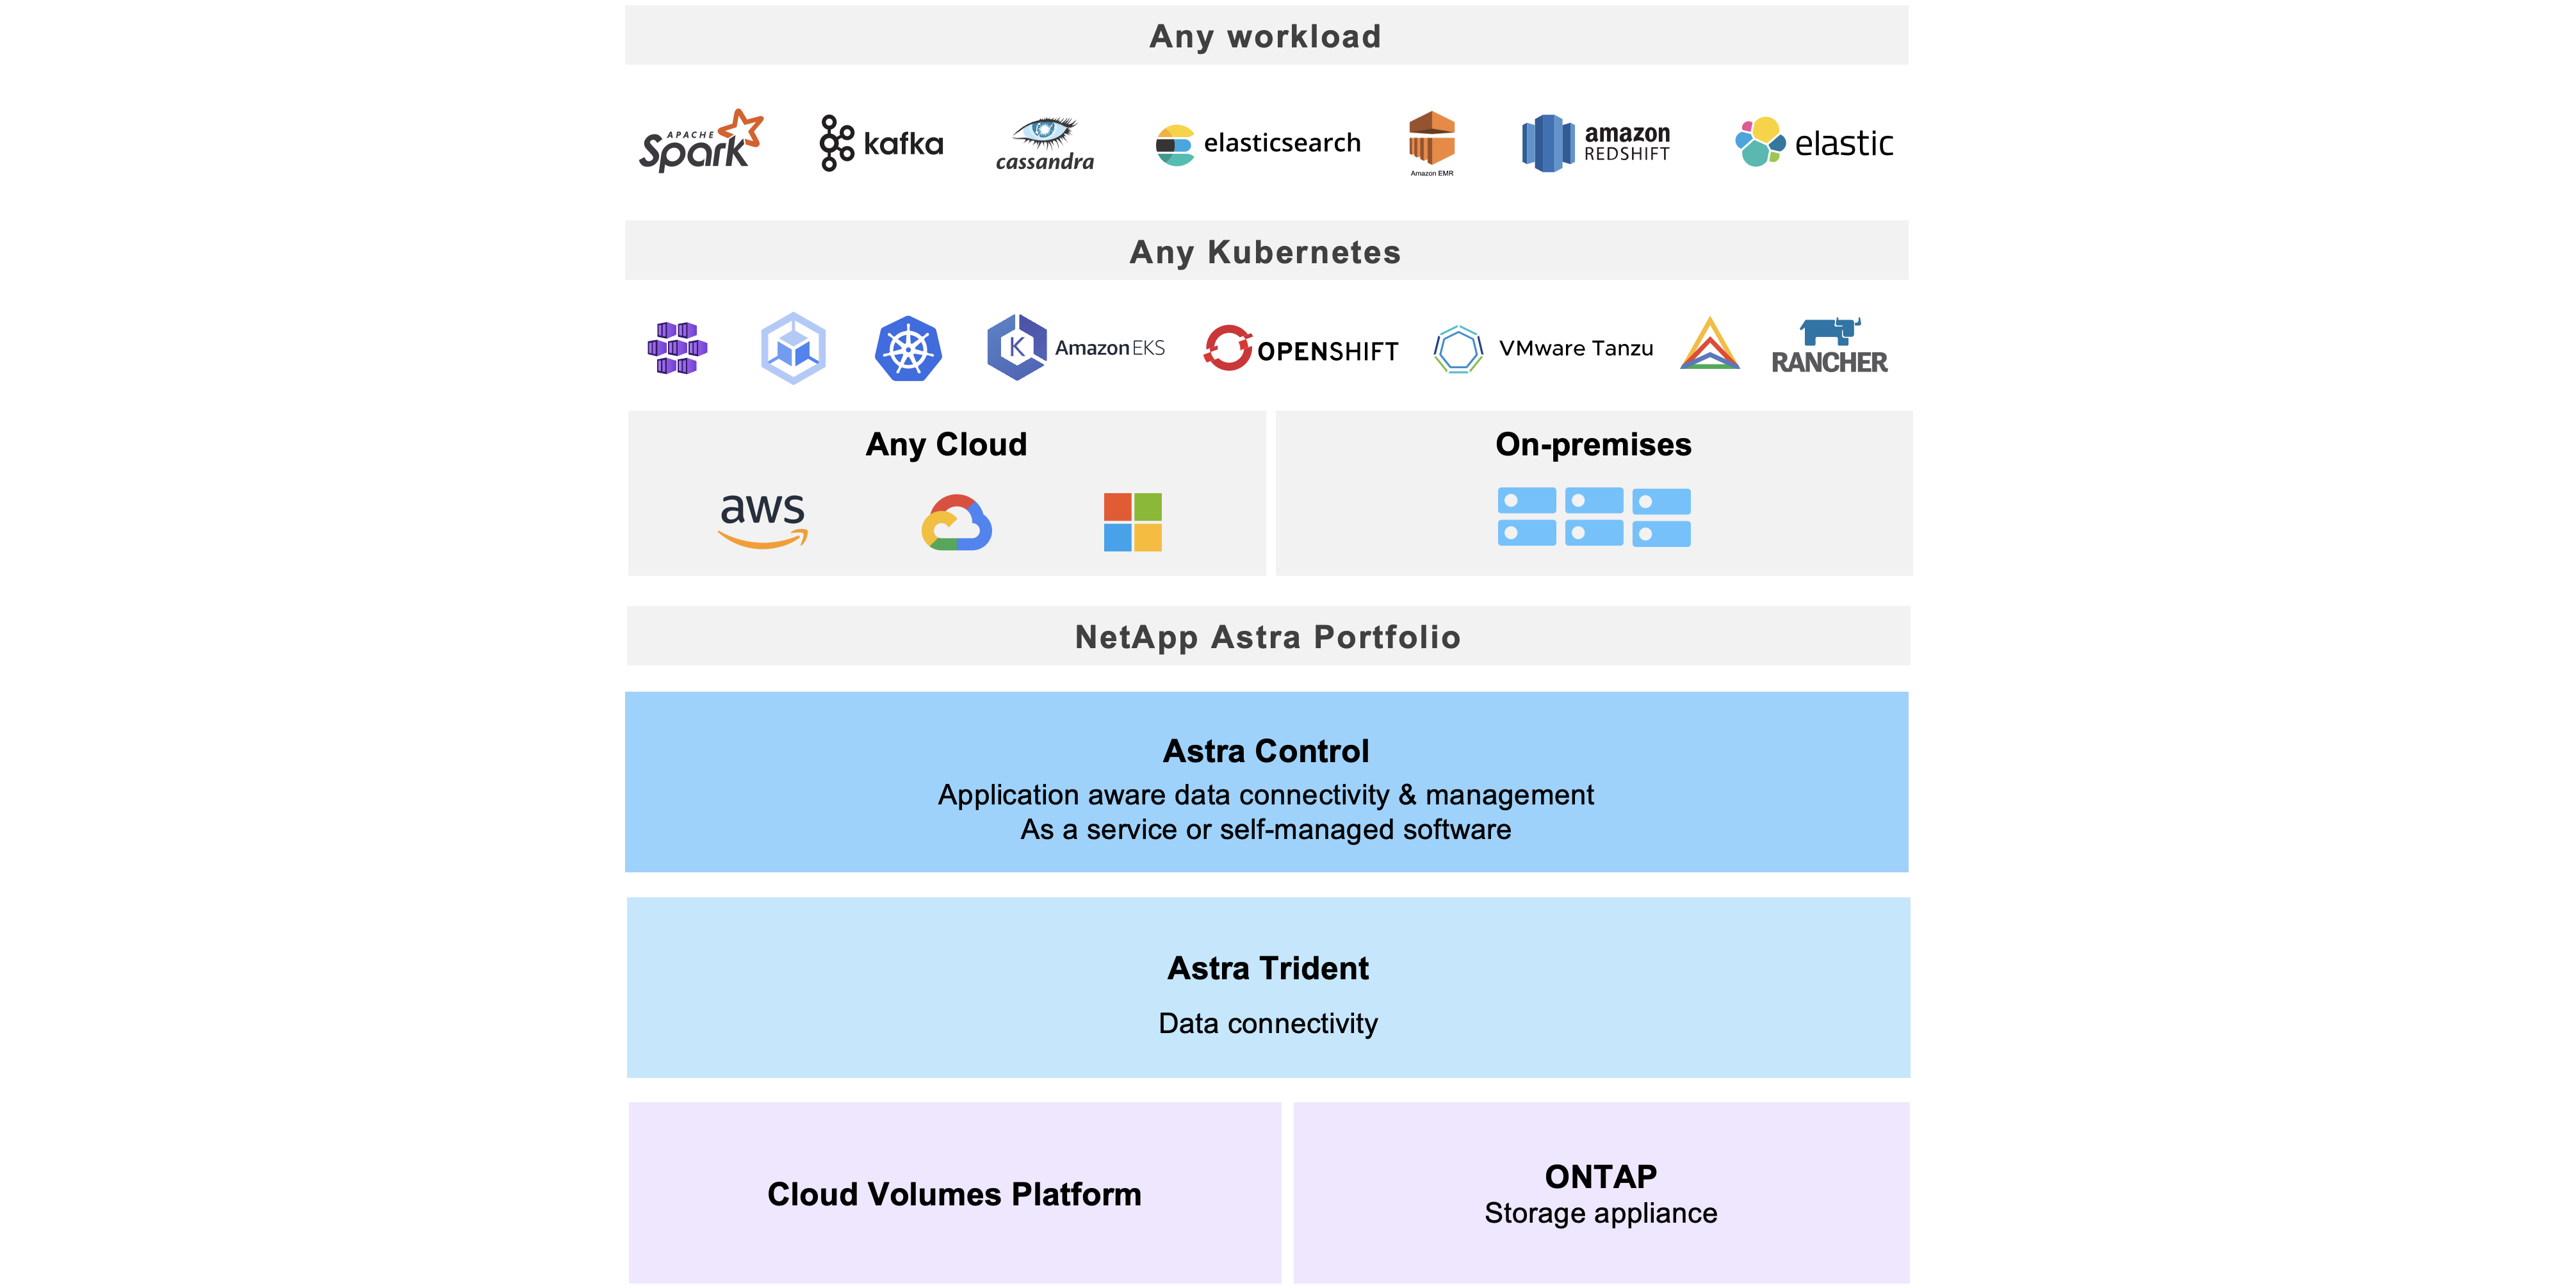 Any workload
APACHE
Spark
kafka
cassandra
elasticsearch
Amazon EMR
amazon
REDSHIFT
elastic
Any Kubernetes
K
Amazon EKS
OPENSHIFT
VMware Tanzu
RANCHER
Any Cloud
On-premises
aws
NetApp Astra Portfolio
Astra Control
Application aware data connectivity & management
As a service or self-managed software
Astra Trident
Data connectivity
Cloud Volumes Platform
ONTAP
Storage appliance